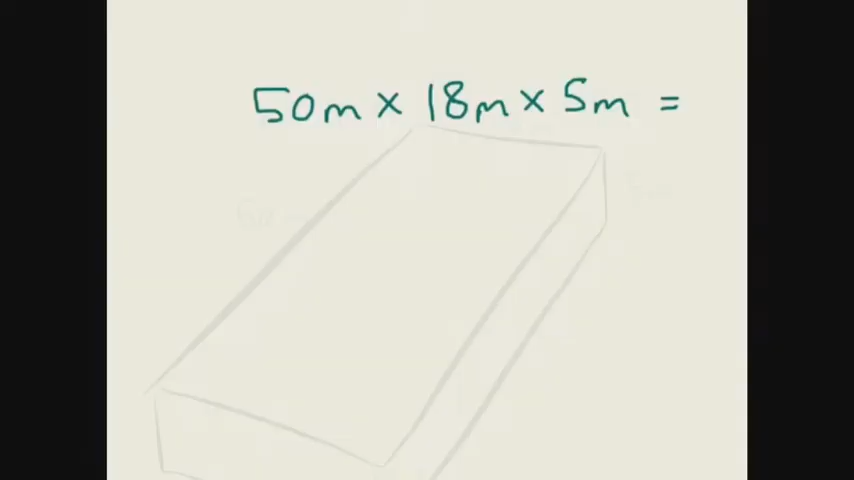 50m × 18m × 5m =